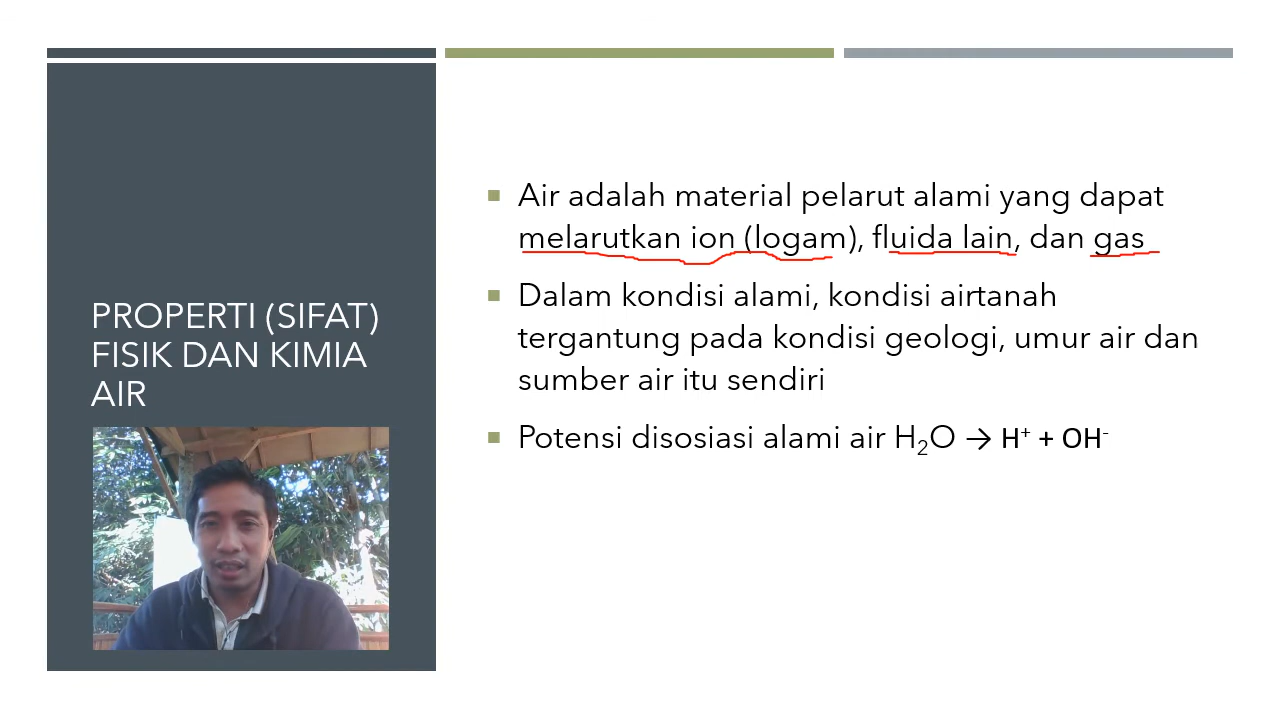 PROPERTI (SIFAT)
FISIK DAN KIMIA
AIR
Air adalah material pelarut alami yang dapat
melarutkan ion (logam), fluida lain, dan gas
Dalam kondisi alami, kondisi airtanah
tergantung pada kondisi geologi, umur air dan
sumber air itu sendiri
Potensi disosiasi alami air H₂O → H⁺ + OH⁻